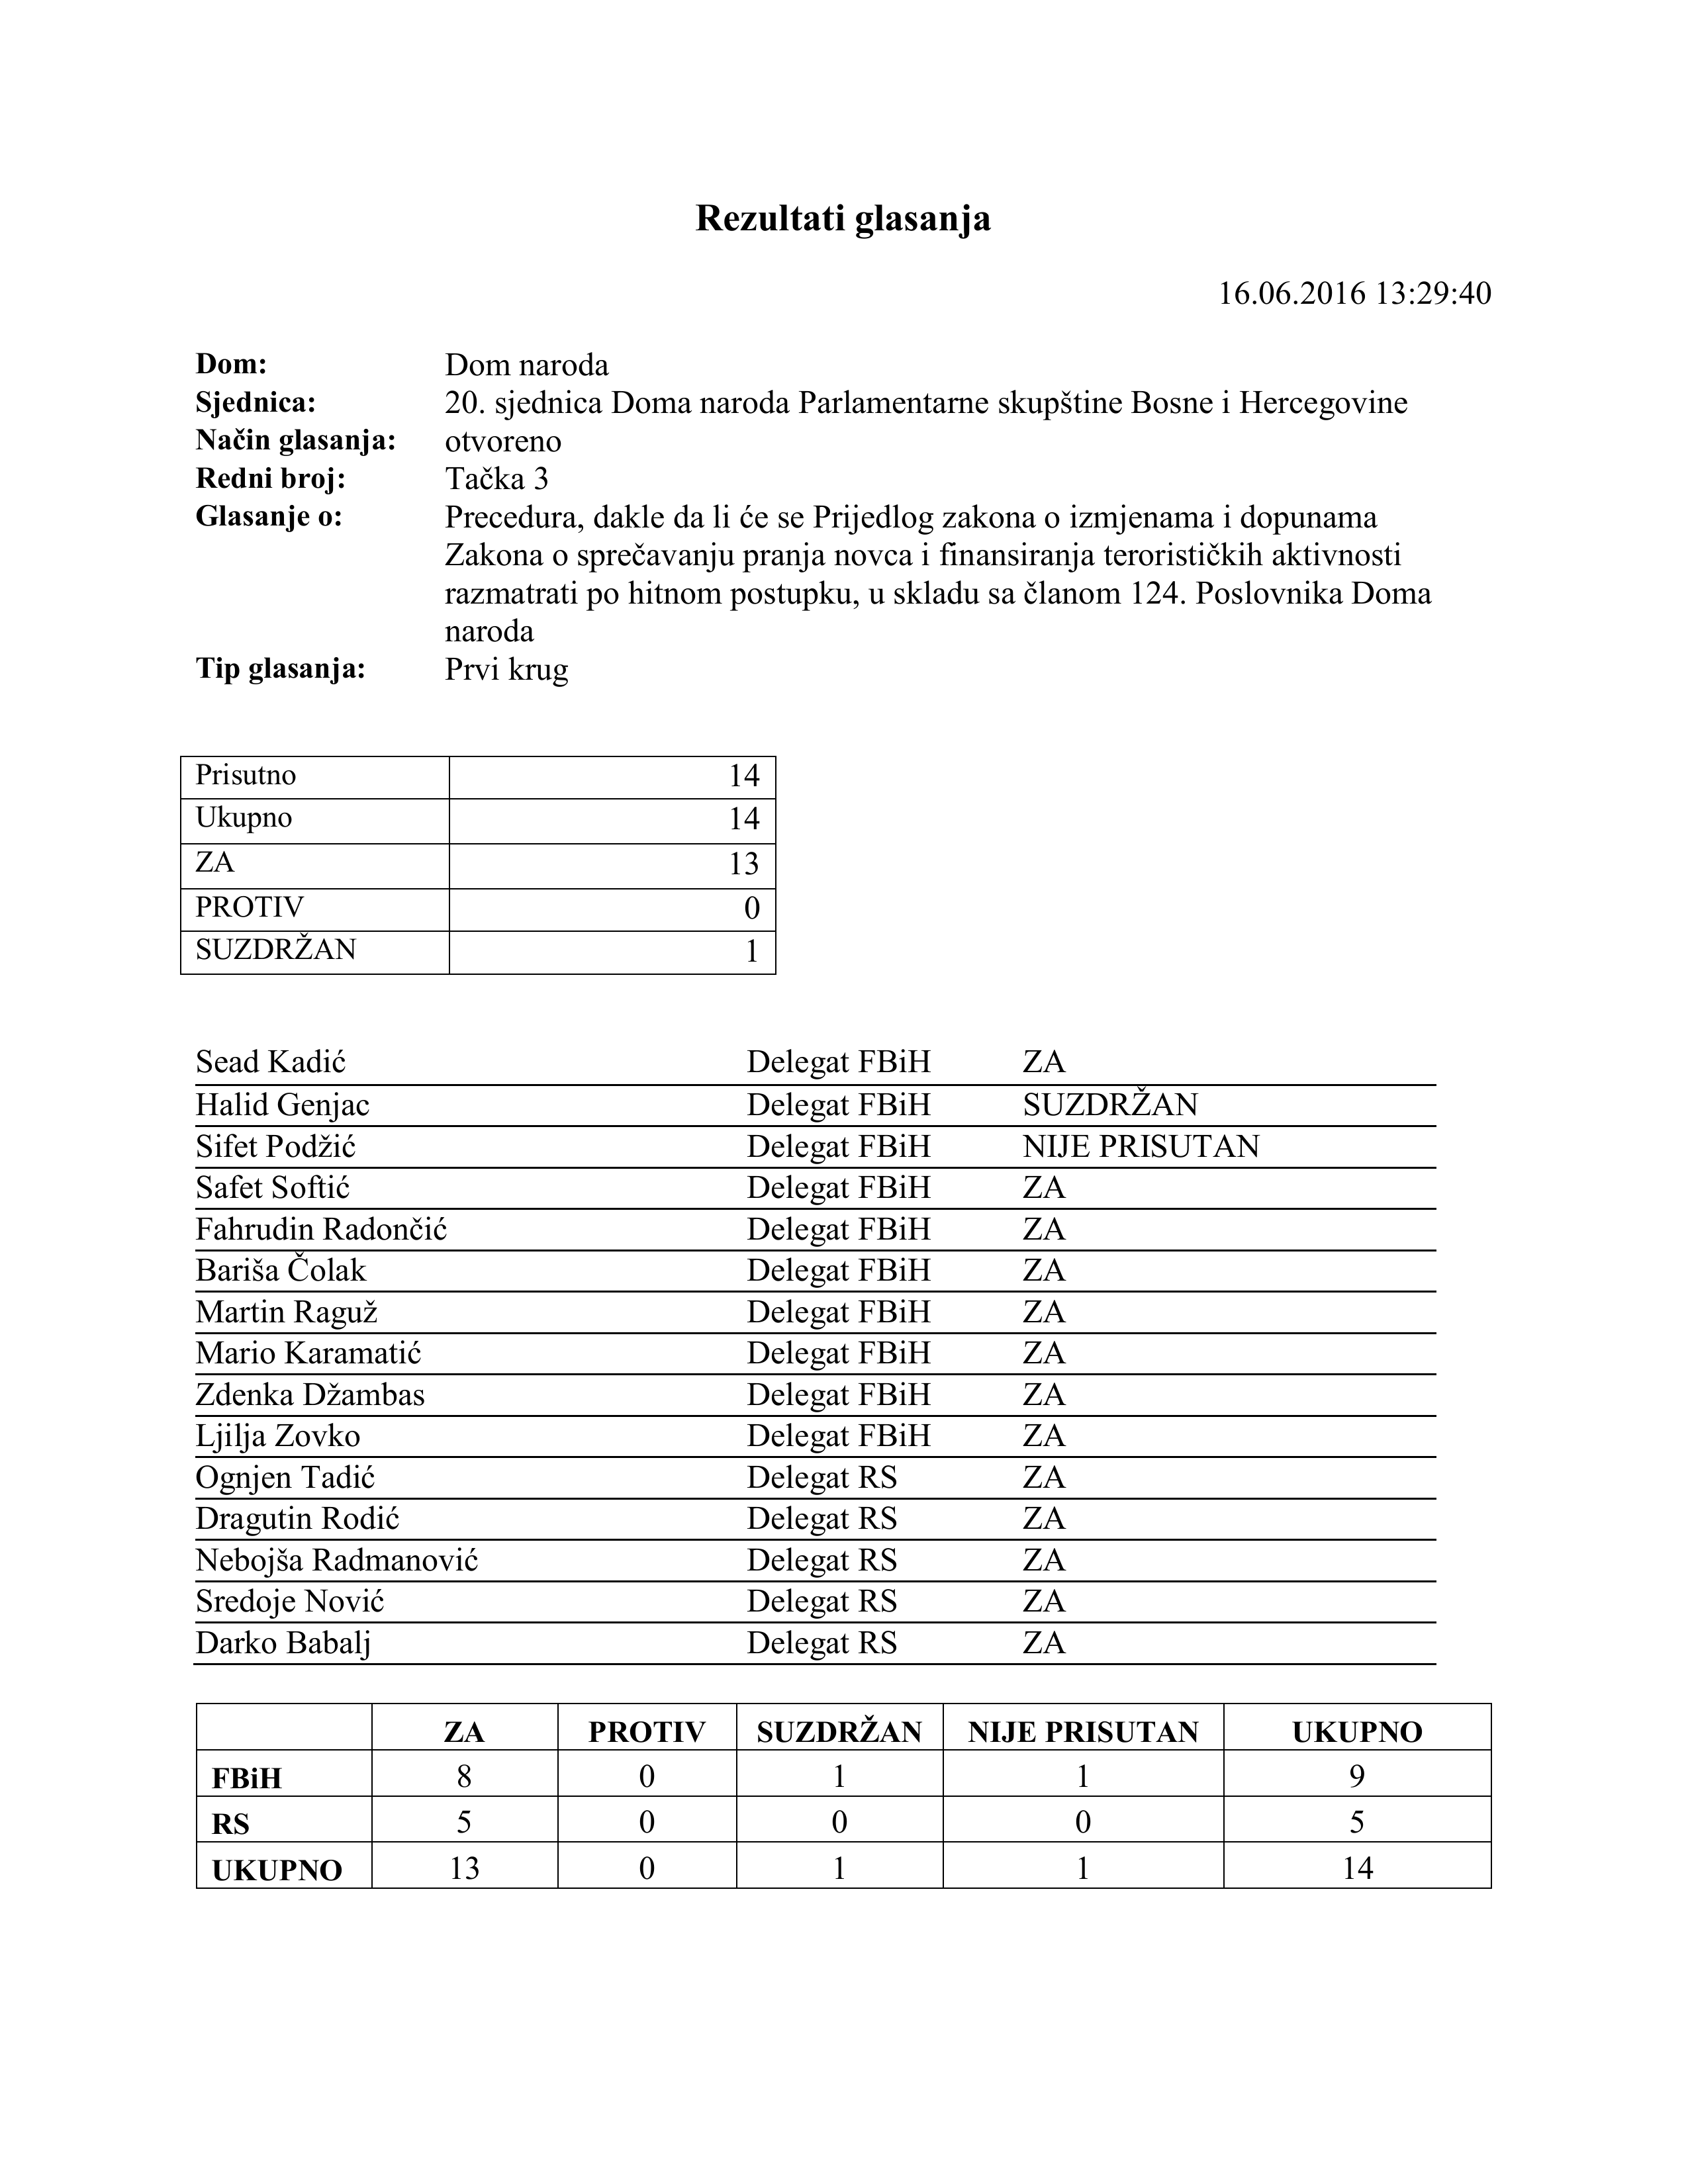 Rezultati glasanja
16.06.2016 13:29:40
Dom: Dom naroda
Sjednica: 20. sjednica Doma naroda Parlamentarne skupštine Bosne i Hercegovine
Način glasanja: otvoreno
Redni broj: Tačka 3
Glasanje o: Precedura, dakle da li će se Prijedlog zakona o izmjenama i dopunama
Zakona o sprečavanju pranja novca i finansiranja terorističkih aktivnosti
razmatrati po hitnom postupku, u skladu sa članom 124. Poslovnika Doma
naroda
Tip glasanja: Prvi krug
Prisutno 14
Ukupno 14
ZA 13
PROTIV 0
SUZDRŽAN 1
Sead Kadić Delegat FBiH ZA
Halid Genjac Delegat FBiH SUZDRŽAN
Sifet Podžić Delegat FBiH NIJE PRISUTAN
Safet Softić Delegat FBiH ZA
Fahrudin Radončić Delegat FBiH ZA
Bariša Čolak Delegat FBiH ZA
Martin Raguž Delegat FBiH ZA
Mario Karamatić Delegat FBiH ZA
Zdenka Džambas Delegat FBiH ZA
Ljilja Zovko Delegat FBiH ZA
Ognjen Tadić Delegat RS ZA
Dragutin Rodić Delegat RS ZA
Nebojša Radmanović Delegat RS ZA
Sredoje Nović Delegat RS ZA
Darko Babalj Delegat RS ZA
ZA PROTIV SUZDRŽAN NIJE PRISUTAN UKUPNO
FBiH 8 0 1 1 9
RS 5 0 0 0 5
UKUPNO 13 0 1 1 14